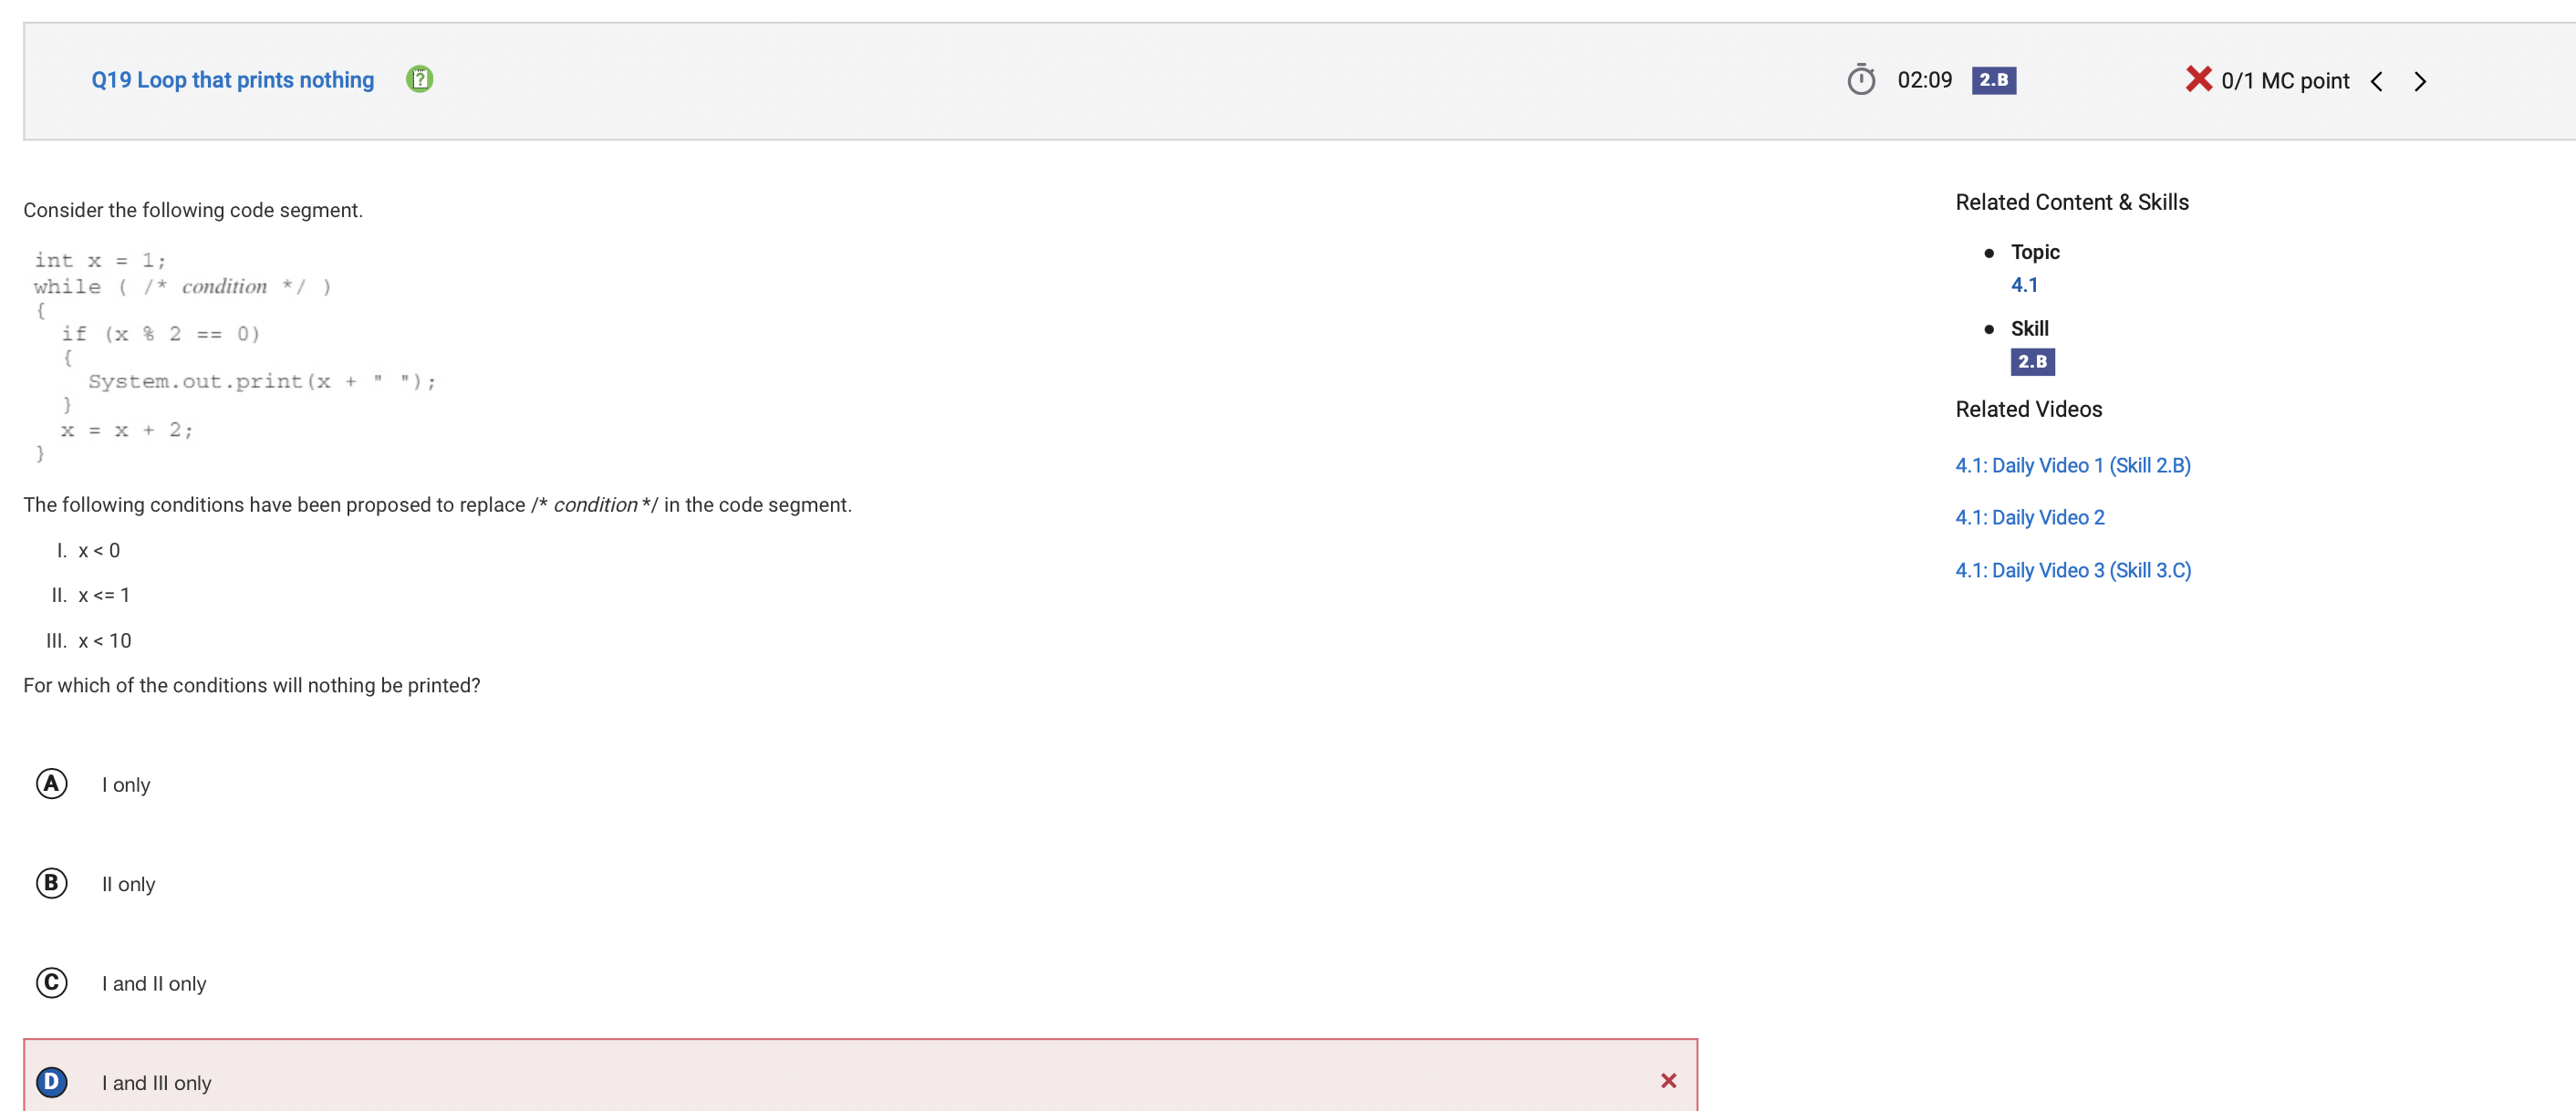 Q19 Loop that prints nothing
02:09 2.B
0/1 MC point
Consider the following code segment.
int x = 1;
while ( /* condition */ )
{
  if (x % 2 == 0)
  {
    System.out.print(x + " ");
  }
  x = x + 2;
}
The following conditions have been proposed to replace /* condition */ in the code segment.
I. x < 0
II. x <= 1
III. x < 10
For which of the conditions will nothing be printed?
A I only
B II only
C I and II only
D I and III only
Related Content & Skills
Topic
4.1
Skill
2.B
Related Videos
4.1: Daily Video 1 (Skill 2.B)
4.1: Daily Video 2
4.1: Daily Video 3 (Skill 3.C)